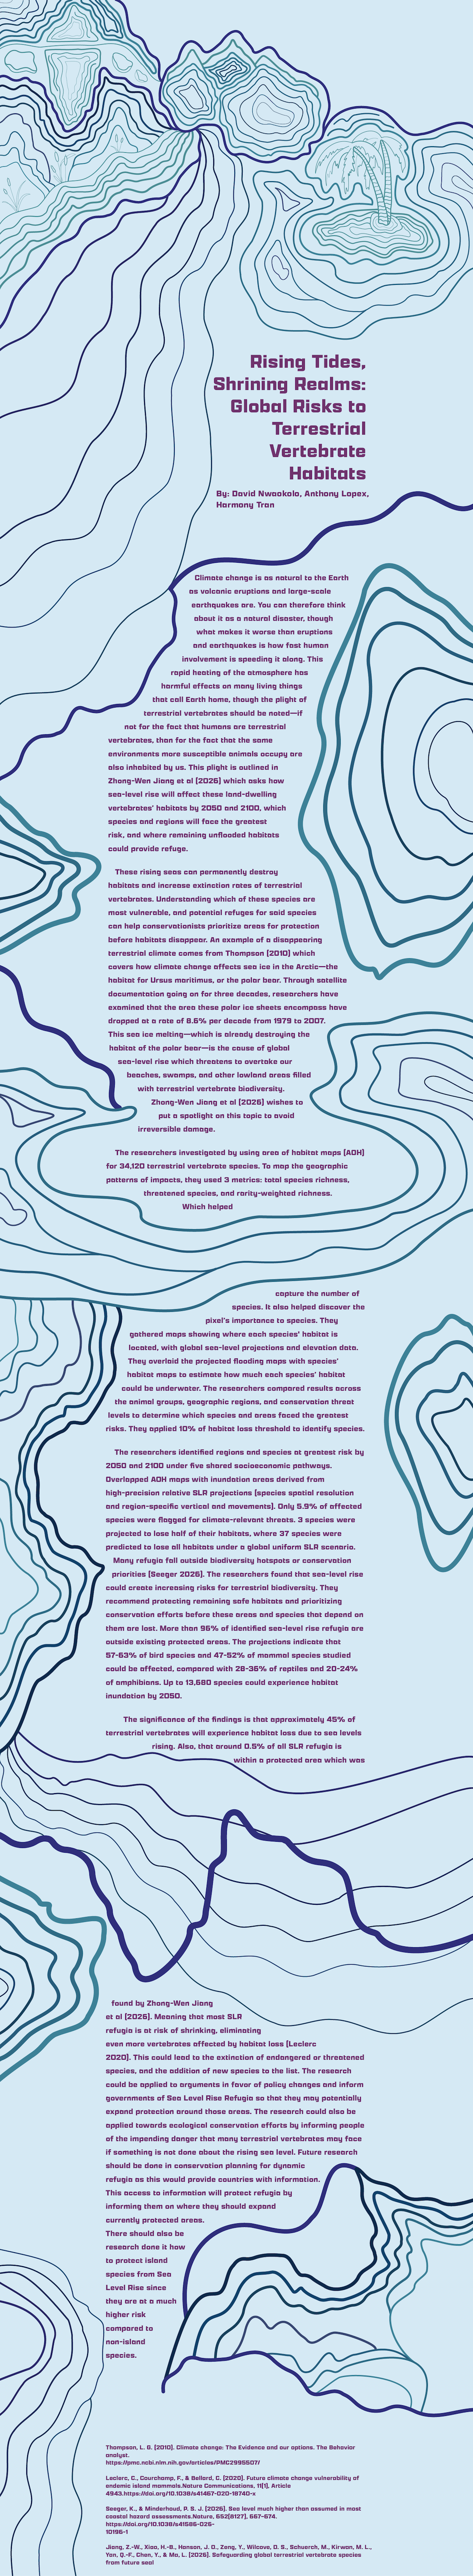 Rising Tides,
Shrining Realms:
Global Risks to
Terrestrial
Vertebrate
Habitats
By: David Nwaokolo, Anthony Lopex,
Harmony Tran
Climate change is as natural to the Earth
as volcanic eruptions and large-scale
earthquakes are. You can therefore think
about it as a natural disaster, though
what makes it worse than eruptions
and earthquakes is how fast human
involvement is speeding it along. This
rapid heating of the atmosphere has
harmful effects on many living things
that call Earth home, though the plight of
terrestrial vertebrates should be noted—if
not for the fact that humans are terrestrial
vertebrates, than for the fact that the same
environments more susceptible animals occupy are
also inhabited by us. This plight is outlined in
Zhong-Wen Jiang et al (2026) which asks how
sea-level rise will affect these land-dwelling
vertebrates' habitats by 2050 and 2100, which
species and regions will face the greatest
risk, and where remaining unflooded habitats
could provide refuge.
These rising seas can permanently destroy
habitats and increase extinction rates of terrestrial
vertebrates. Understanding which of these species are
most vulnerable, and potential refuges for said species
can help conservationists prioritize areas for protection
before habitats disappear. An example of a disappearing
terrestrial climate comes from Thompson (2010) which
covers how climate change affects sea ice in the Arctic—the
habitat for Ursus maritimus, or the polar bear. Through satellite
documentation going on for three decades, researchers have
examined that the area these polar ice sheets encompass have
dropped at a rate of 8.6% per decade from 1979 to 2007.
This sea ice melting—which is already destroying the
habitat of the polar bear—is the cause of global
sea-level rise which threatens to overtake our
beaches, swamps, and other lowland areas filled
with terrestrial vertebrate biodiversity.
Zhong-Wen Jiang et al (2026) wishes to
put a spotlight on this topic to avoid
irreversible damage.
The researchers investigated by using area of habitat maps (AOH)
for 34,120 terrestrial vertebrate species. To map the geographic
patterns of impacts, they used 3 metrics: total species richness,
threatened species, and rarity-weighted richness.
Which helped
capture the number of
species. It also helped discover the
pixel's importance to species. They
gathered maps showing where each species' habitat is
located, with global sea-level projections and elevation data.
They overlaid the projected flooding maps with species'
habitat maps to estimate how much each species' habitat
could be underwater. The researchers compared results across
the animal groups, geographic regions, and conservation threat
levels to determine which species and areas faced the greatest
risks. They applied 10% of habitat loss threshold to identify species.
The researchers identified regions and species at greatest risk by
2050 and 2100 under five shared socioeconomic pathways.
Overlapped AOH maps with inundation areas derived from
high-precision relative SLR projections (species spatial resolution
and region-specific vertical and movements). Only 5.9% of affected
species were flagged for climate-relevant threats. 3 species were
projected to lose half of their habitats, where 37 species were
predicted to lose all habitats under a global uniform SLR scenario.
Many refugia fall outside biodiversity hotspots or conservation
priorities (Seeger 2026). The researchers found that sea-level rise
could create increasing risks for terrestrial biodiversity. They
recommend protecting remaining safe habitats and prioritizing
conservation efforts before these areas and species that depend on
them are lost. More than 96% of identified sea-level rise refugia are
outside existing protected areas. The projections indicate that
57-63% of bird species and 47-52% of mammal species studied
could be affected, compared with 28-36% of reptiles and 20-24%
of amphibians. Up to 13,680 species could experience habitat
inundation by 2050.
The significance of the findings is that approximately 45% of
terrestrial vertebrates will experience habitat loss due to sea levels
rising. Also, that around 0.5% of all SLR refugia is
within a protected area which was
found by Zhong-Wen Jiang
et al (2026). Meaning that most SLR
refugia is at risk of shrinking, eliminating
even more vertebrates affected by habitat loss (Leclerc
2020). This could lead to the extinction of endangered or threatened
species, and the addition of new species to the list. The research
could be applied to arguments in favor of policy changes and inform
governments of Sea Level Rise Refugia so that they may potentially
expand protection around those areas. The research could also be
applied towards ecological conservation efforts by informing people
of the impending danger that many terrestrial vertebrates may face
if something is not done about the rising sea level. Future research
should be done in conservation planning for dynamic
refugia as this would provide countries with information.
This access to information will protect refugia by
informing them on where they should expand
currently protected areas.
There should also be
research done it how
to protect island
species from Sea
Level Rise since
they are at a much
higher risk
compared to
non-island
species.
Thompson, L. G. (2010). Climate change: The Evidence and our options. The Behavior
analyst.
https://pmc.ncbi.nlm.nih.gov/articles/PMC2995507/
Leclerc, C., Courchamp, F., & Bellard, C. (2020). Future climate change vulnerability of
endemic island mammals.Nature Communications, 11(1), Article
4943.https://doi.org/10.1038/s41467-020-18740-x
Seeger, K., & Minderhoud, P. S. J. (2026). Sea level much higher than assumed in most
coastal hazard assessments.Nature, 652(8127), 667-674.
https://doi.org/10.1038/s41586-026-
10196-1
Jiang, Z.-W., Xiao, H.-B., Hanson, J. O., Zeng, Y., Wilcove, D. S., Schuerch, M., Kirwan, M. L.,
Yan, Q.-F., Chen, Y., & Ma, L. (2026). Safeguarding global terrestrial vertebrate species
from future seal